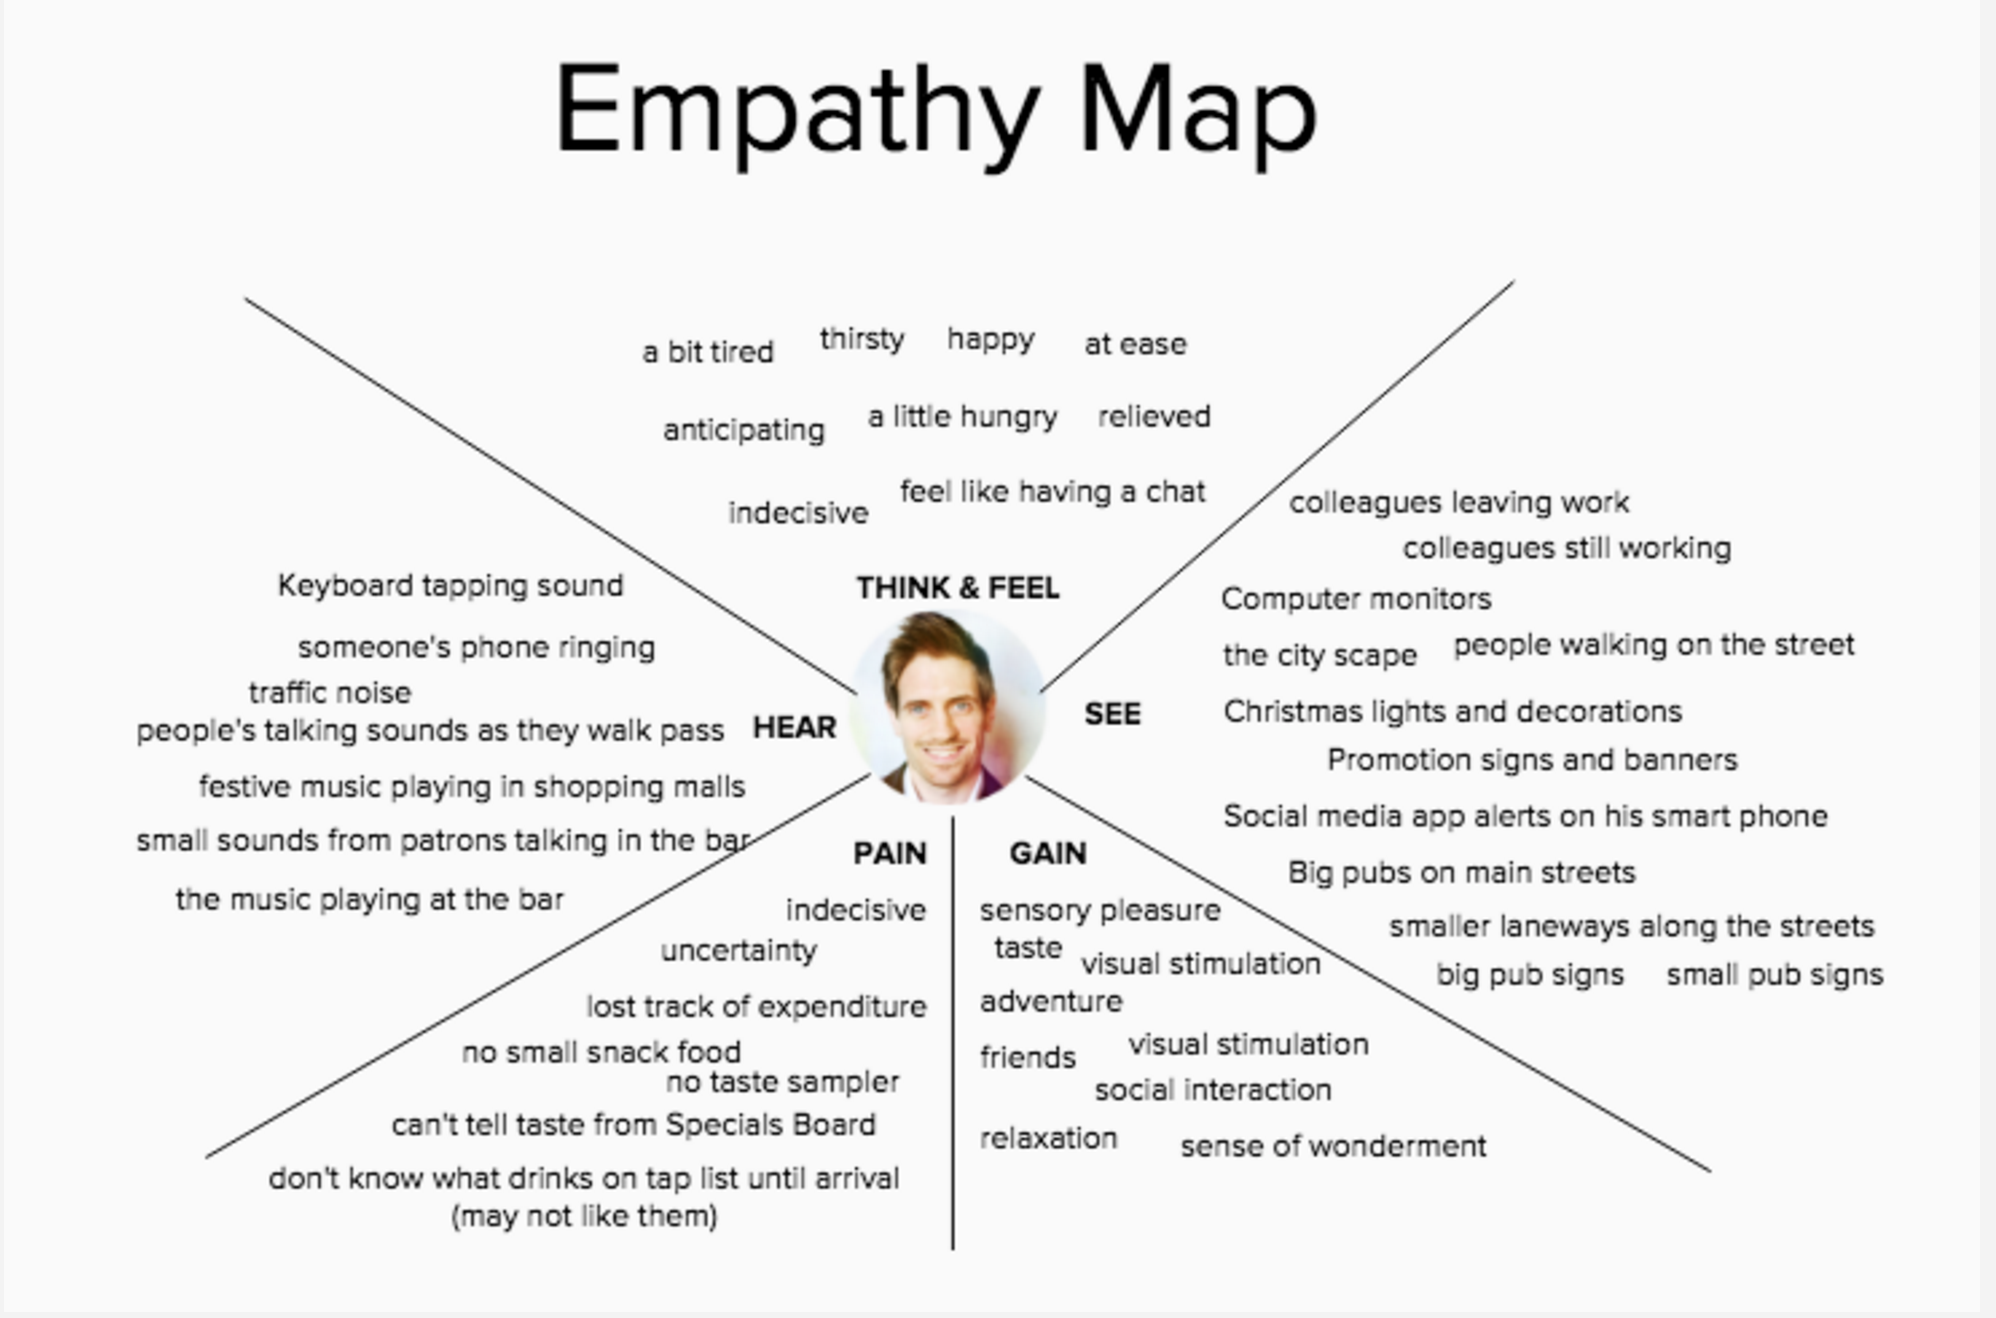 Empathy Map
a bit tired thirsty happy at ease
anticipating a little hungry relieved
indecisive feel like having a chat
THINK & FEEL
Keyboard tapping sound
someone's phone ringing
traffic noise
people's talking sounds as they walk pass
HEAR
festive music playing in shopping malls
small sounds from patrons talking in the bar
the music playing at the bar
SEE
colleagues leaving work
colleagues still working
Computer monitors
the city scape people walking on the street
Christmas lights and decorations
Promotion signs and banners
Social media app alerts on his smart phone
Big pubs on main streets
smaller laneways along the streets
big pub signs small pub signs
PAIN
indecisive
uncertainty
lost track of expenditure
no small snack food
no taste sampler
can't tell taste from Specials Board
don't know what drinks on tap list until arrival
(may not like them)
GAIN
sensory pleasure
taste visual stimulation
adventure
friends visual stimulation
social interaction
relaxation sense of wonderment